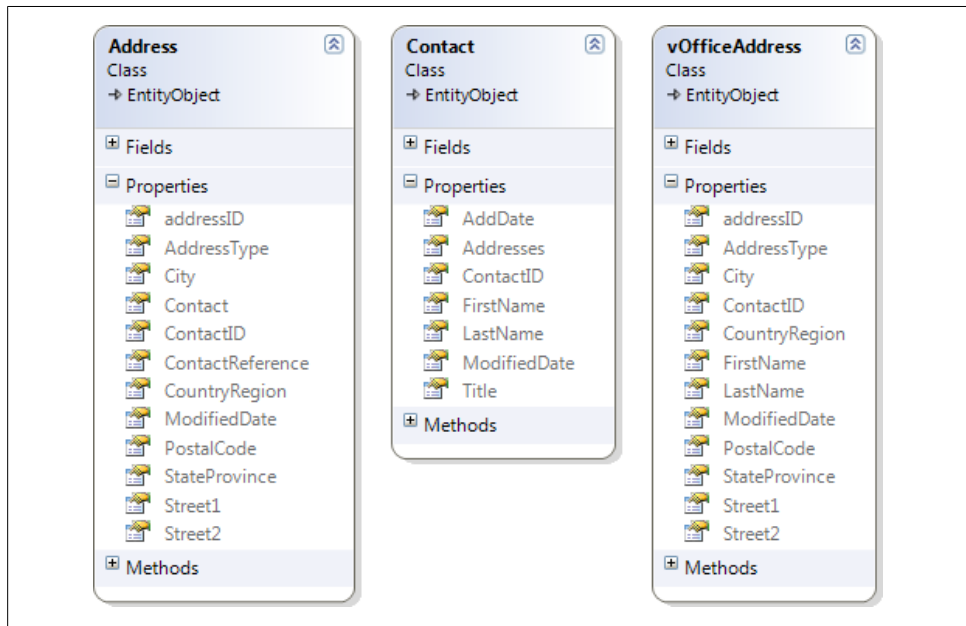 Address
Class
EntityObject
Fields
Properties
addressID
AddressType
City
Contact
ContactID
ContactReference
CountryRegion
ModifiedDate
PostalCode
StateProvince
Street1
Street2
Methods
Contact
Class
EntityObject
Fields
Properties
AddDate
Addresses
ContactID
FirstName
LastName
ModifiedDate
Title
Methods
vOfficeAddress
Class
EntityObject
Fields
Properties
addressID
AddressType
City
ContactID
CountryRegion
FirstName
LastName
ModifiedDate
PostalCode
StateProvince
Street1
Street2
Methods